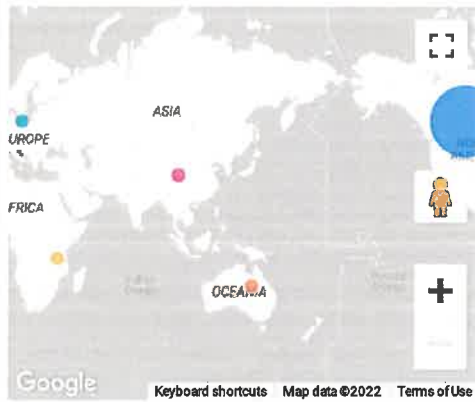 ASIA
UROPE
FRICA
OCEANIA
Google
Keyboard shortcuts Map data ©2022 Terms of Use